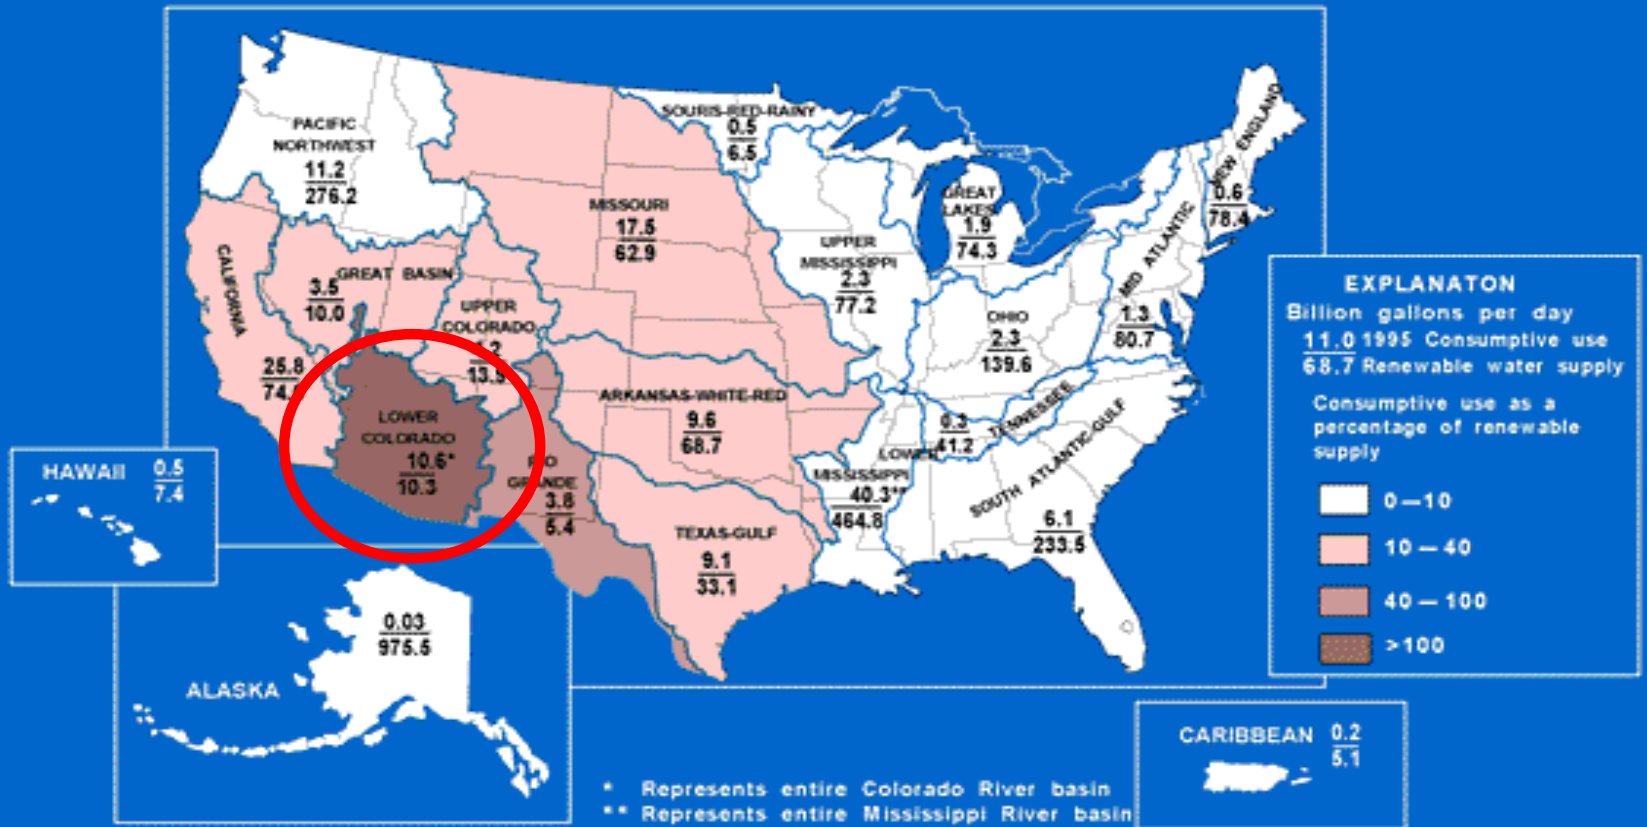 PACIFIC
NORTHWEST
11.2
276.2
SOURIS-RED-RAINY
0.5
6.5
NEW ENGLAND
0.6
78.4
MISSOURI
17.5
62.9
GREAT
LAKES
1.9
74.3
UPPER
MISSISSIPPI
2.3
77.2
MID ATLANTIC
1.3
80.7
CALIFORNIA
25.8
GREAT BASIN
3.5
10.0
UPPER
COLORADO
1.2
OHIO
2.3
139.6
LOWER
COLORADO
10.6*
10.3
RIO
GRANDE
3.8
5.4
ARKANSAS-WHITE-RED
9.6
68.7
TENNESSEE
0.3
41.2
LOWER
MISSISSIPPI
40.3**
464.8
SOUTH ATLANTIC-GULF
6.1
233.5
TEXAS-GULF
9.1
33.1
HAWAII 0.5
7.4
ALASKA
0.03
975.5
CARIBBEAN 0.2
5.1
EXPLANATON
Billion gallons per day
11.0 1995 Consumptive use
68.7 Renewable water supply
Consumptive use as a
percentage of renewable
supply
0—10
10—40
40—100
>100
* Represents entire Colorado River basin
** Represents entire Mississippi River basin